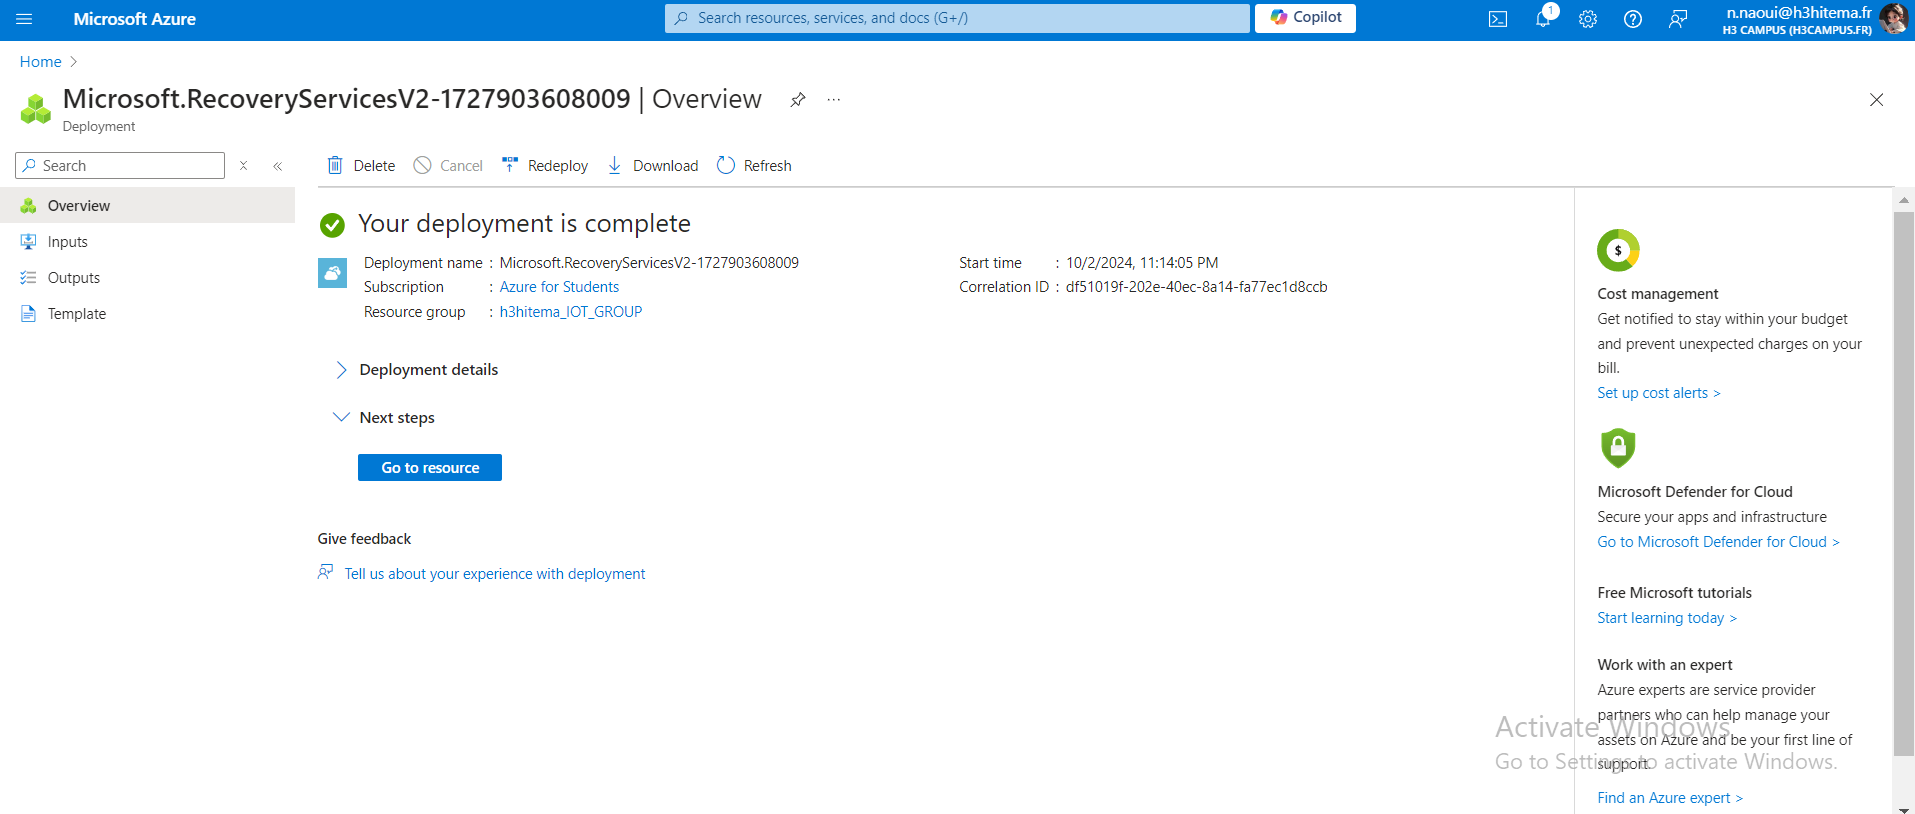 Microsoft Azure
Search resources, services, and docs (G+/)
Copilot
1
n.naoui@h3hitema.fr
H3 CAMPUS (H3CAMPUS.FR)
Home
Microsoft.RecoveryServicesV2-1727903608009 | Overview
Deployment
Search
Delete
Cancel
Redeploy
Download
Refresh
Overview
Inputs
Outputs
Template
Your deployment is complete
Deployment name : Microsoft.RecoveryServicesV2-1727903608009
Subscription : Azure for Students
Resource group : h3hitema_IOT_GROUP
Start time : 10/2/2024, 11:14:05 PM
Correlation ID : df51019f-202e-40ec-8a14-fa77ec1d8ccb
Deployment details
Next steps
Go to resource
Give feedback
Tell us about your experience with deployment
$
Cost management
Get notified to stay within your budget
and prevent unexpected charges on your
bill.
Set up cost alerts >
Microsoft Defender for Cloud
Secure your apps and infrastructure
Go to Microsoft Defender for Cloud >
Free Microsoft tutorials
Start learning today >
Work with an expert
Azure experts are service provider
partners who can help manage your
assets on Azure and be your first line of
support.
Find an Azure expert >
Activate Windows
Go to Settings to activate Windows.